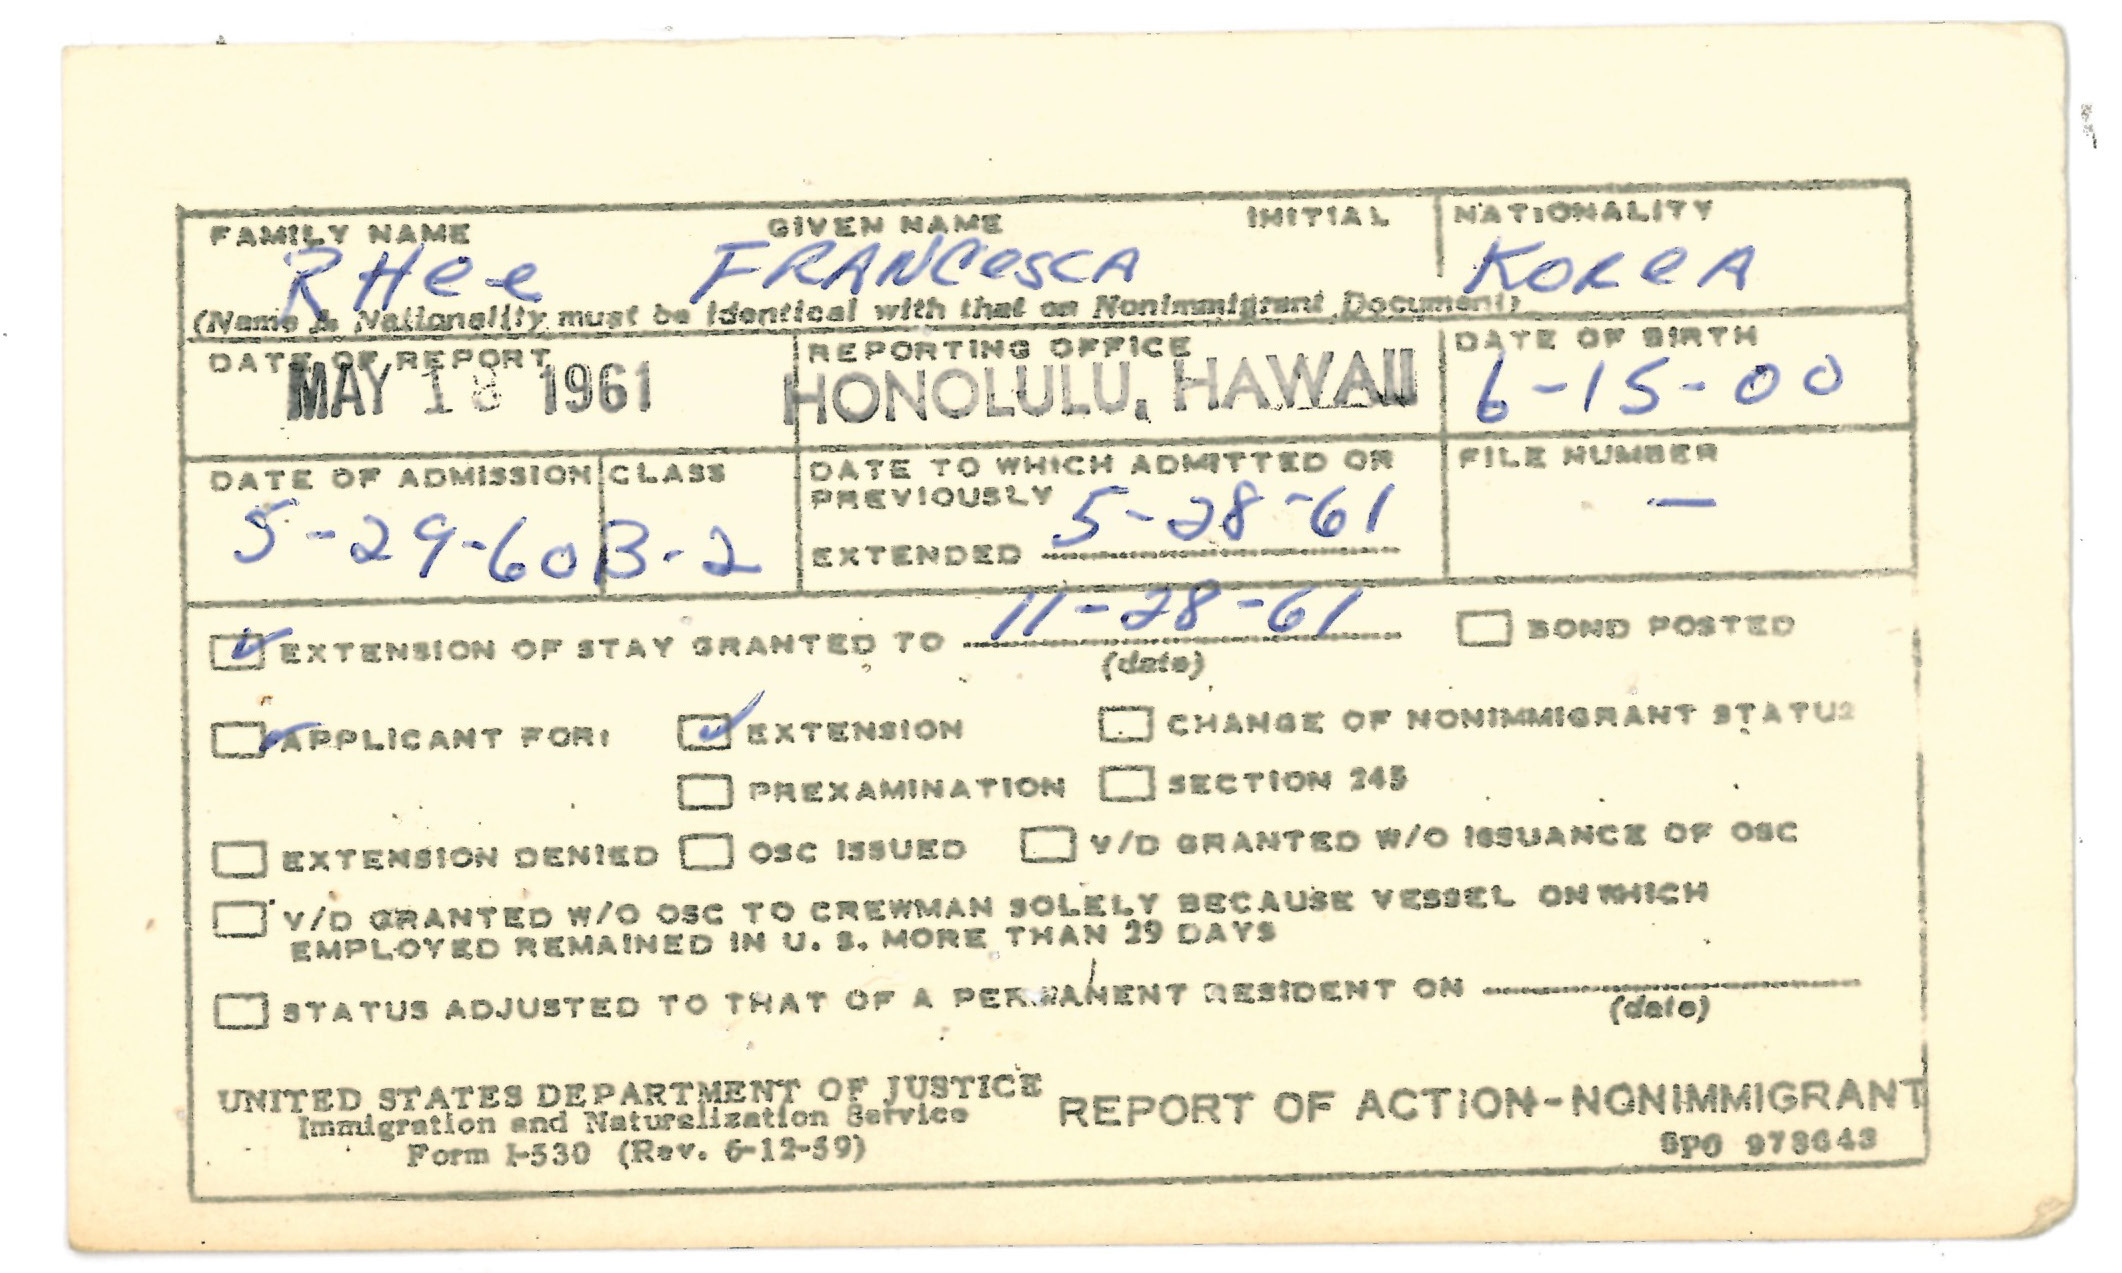 FAMILY NAME GIVEN NAME INITIAL NATIONALITY
RHee FRANCesCA KOReA
(Name & Nationality must be identical with that on Nonimmigrant Document)
DATE OF REPORT REPORTING OFFICE DATE OF BIRTH
MAY 18 1961 HONOLULU, HAWAII 6-15-00
DATE OF ADMISSION CLASS DATE TO WHICH ADMITTED OR FILE NUMBER
PREVIOUSLY
5-29-60 B-2 EXTENDED 5-28-61 —
EXTENSION OF STAY GRANTED TO 11-28-61 BOND POSTED
(date)
APPLICANT FOR: EXTENSION CHANGE OF NONIMMIGRANT STATUS
PREXAMINATION SECTION 245
EXTENSION DENIED OSC ISSUED V/D GRANTED W/O ISSUANCE OF OSC
V/D GRANTED W/O OSC TO CREWMAN SOLELY BECAUSE VESSEL ON WHICH
EMPLOYED REMAINED IN U. S. MORE THAN 29 DAYS
STATUS ADJUSTED TO THAT OF A PERMANENT RESIDENT ON
(date)
UNITED STATES DEPARTMENT OF JUSTICE
Immigration and Naturalization Service
Form I-530 (Rev. 6-12-59)
REPORT OF ACTION-NONIMMIGRANT
GPO 973643